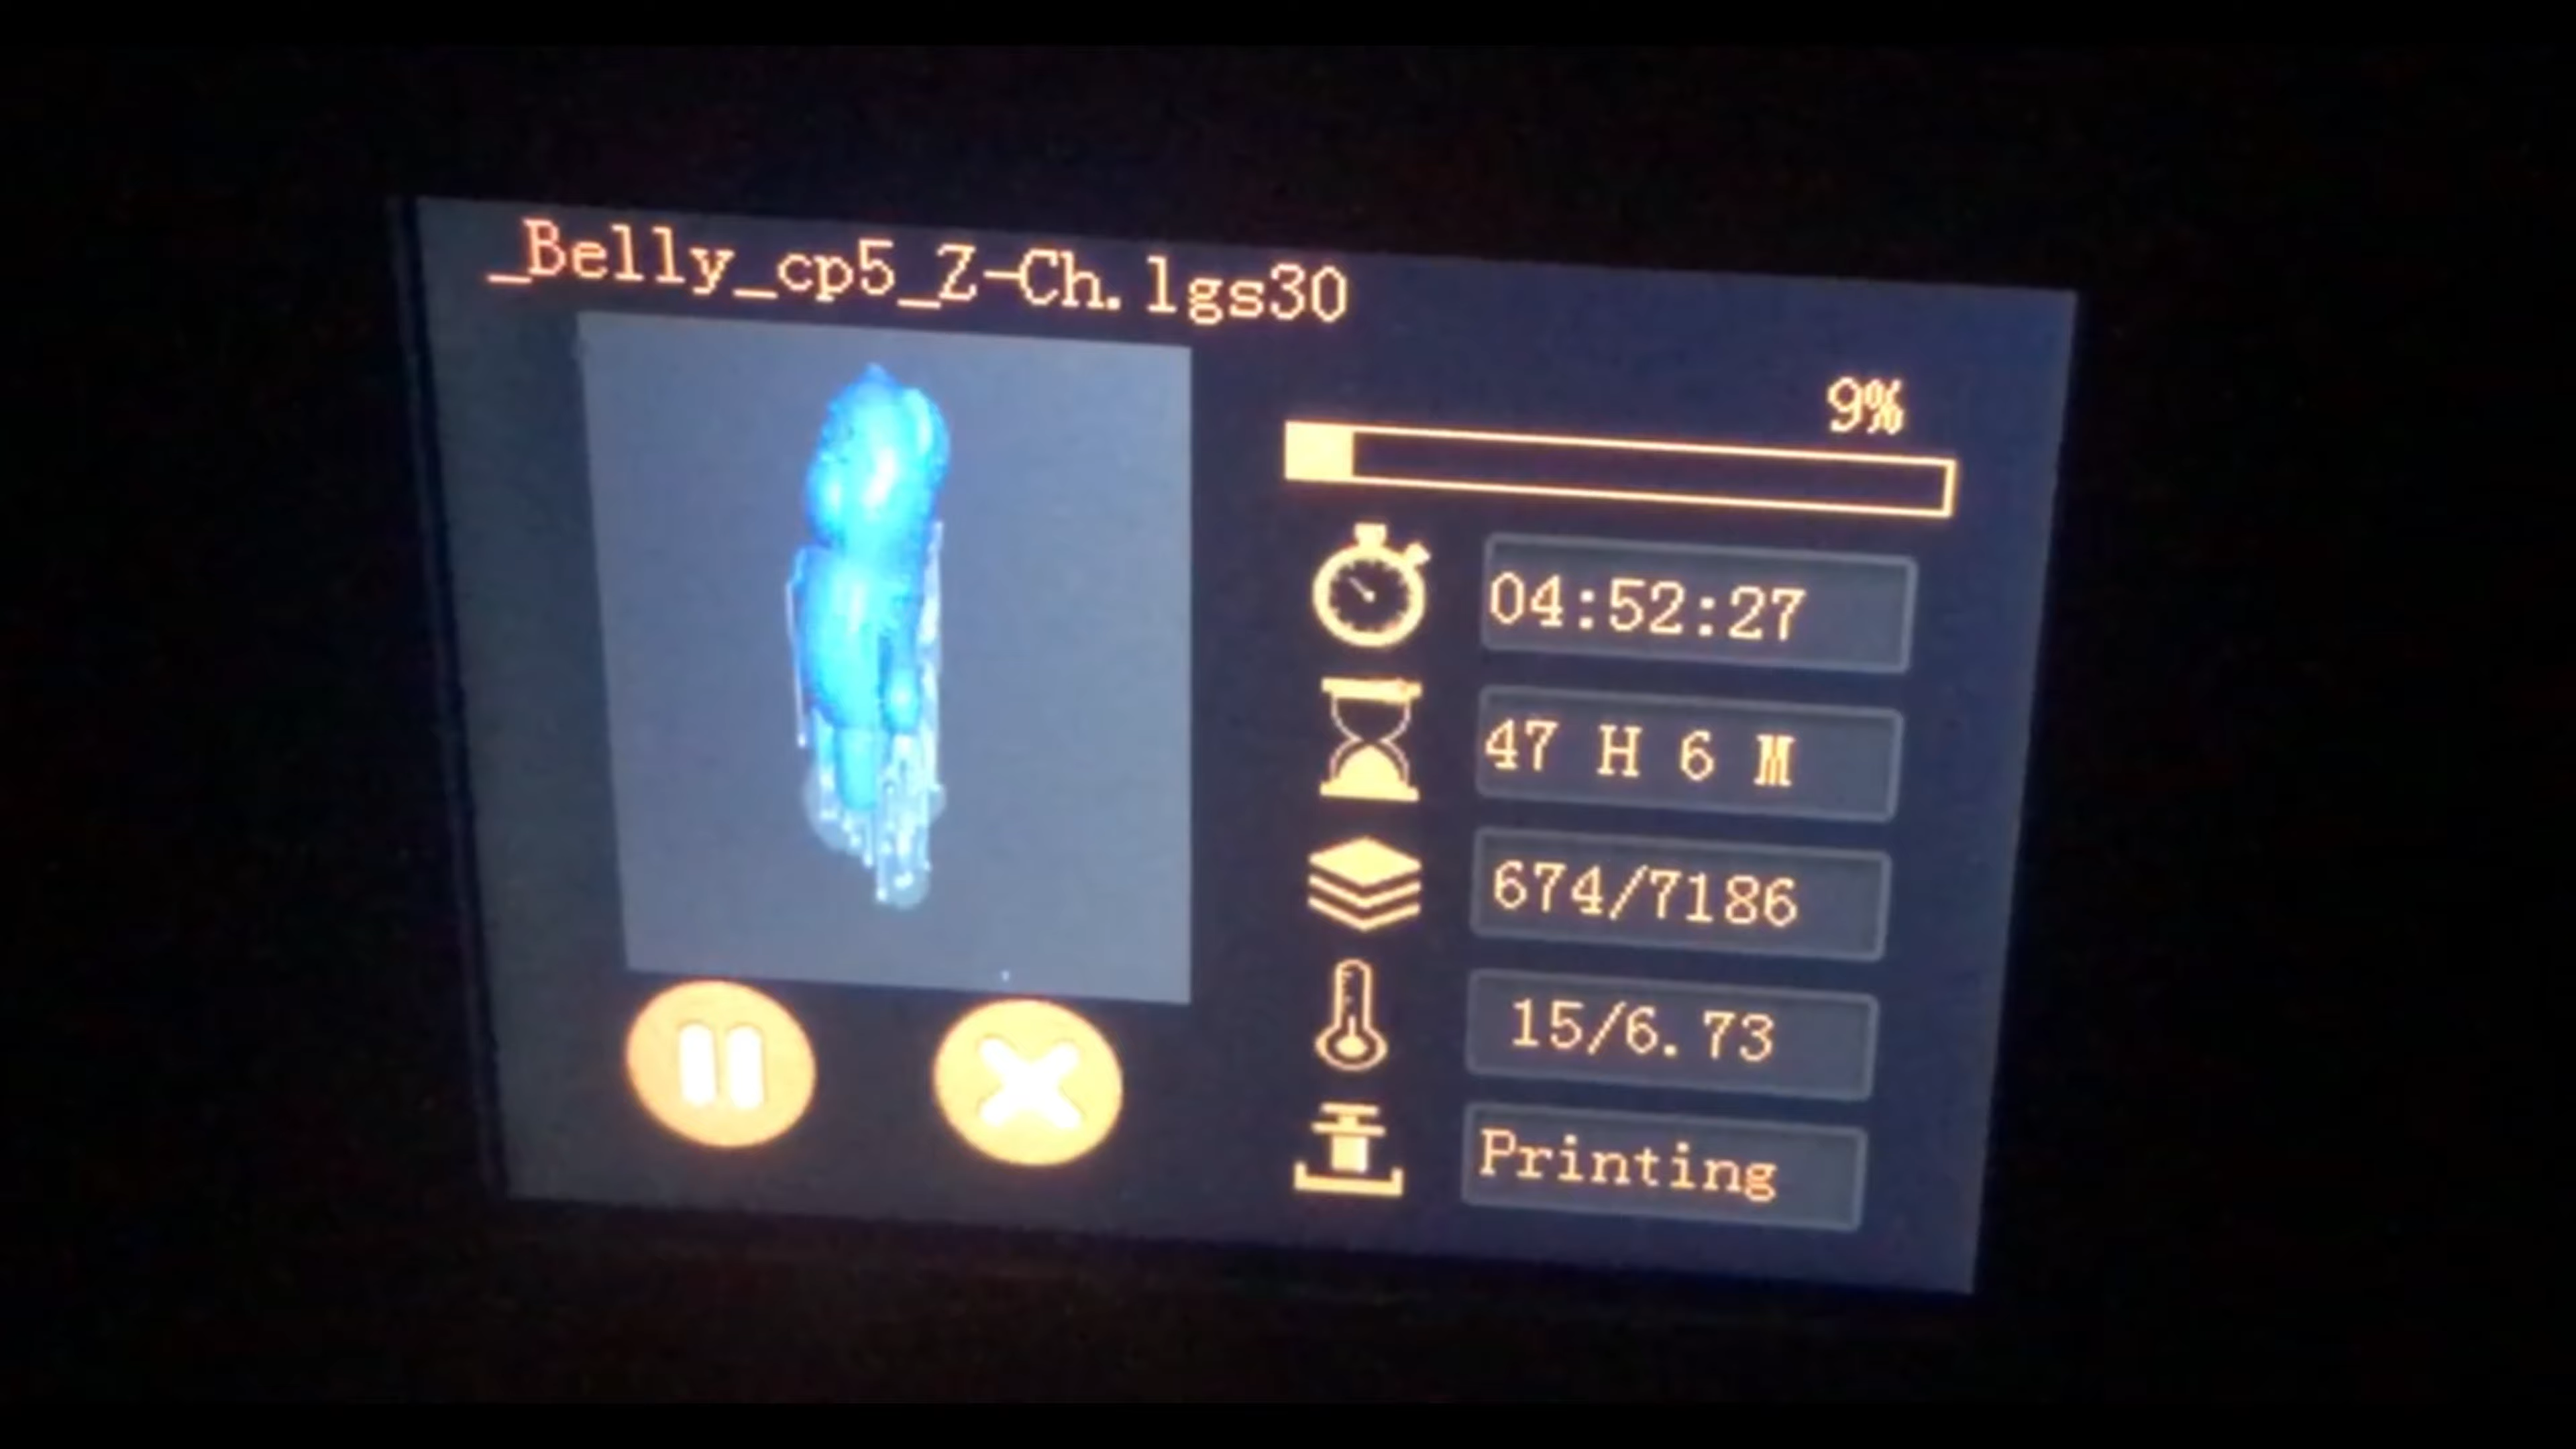 _Belly_cp5_Z-Ch.lgs30
9%
04:52:27
47 H 6 M
674/7186
15/6.73
Printing